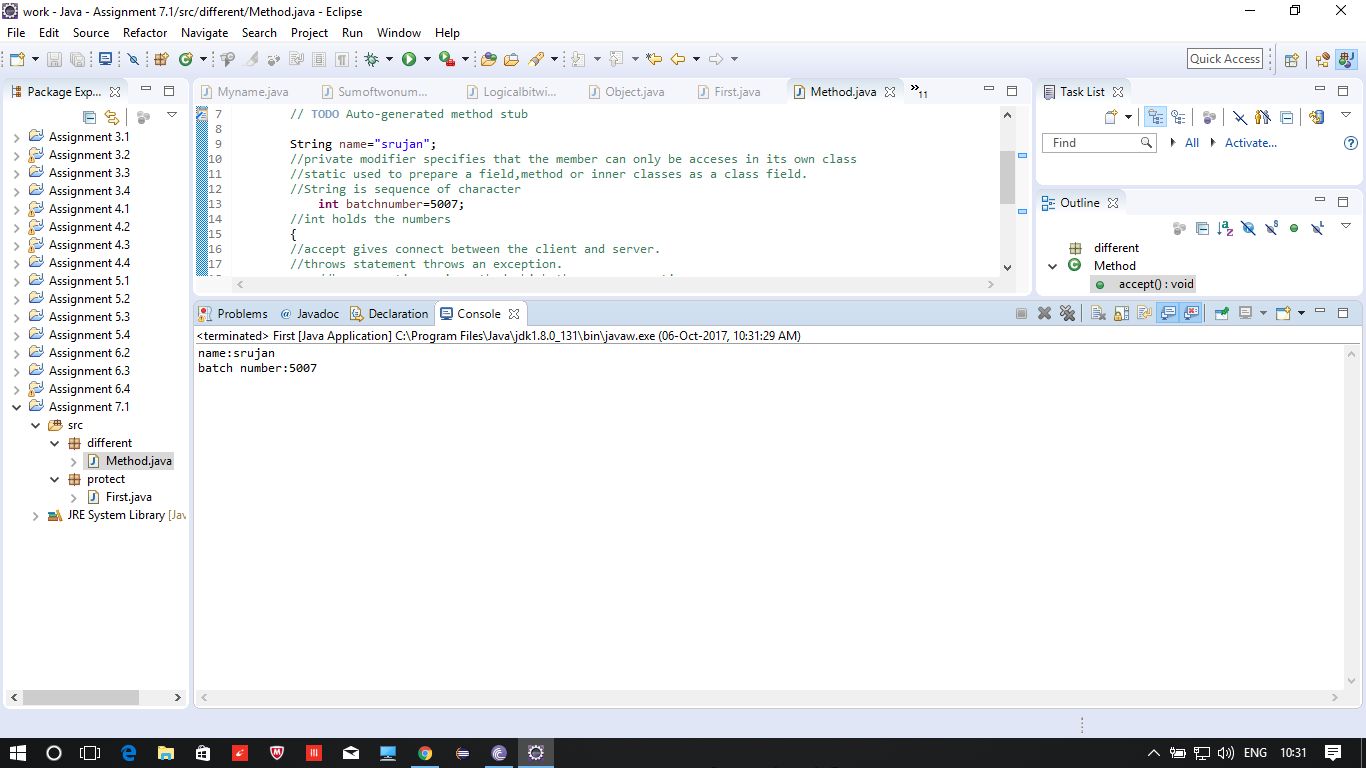 work - Java - Assignment 7.1/src/different/Method.java - Eclipse
File Edit Source Refactor Navigate Search Project Run Window Help
Quick Access
Package Exp...
Assignment 3.1
Assignment 3.2
Assignment 3.3
Assignment 3.4
Assignment 4.1
Assignment 4.2
Assignment 4.3
Assignment 4.4
Assignment 5.1
Assignment 5.2
Assignment 5.3
Assignment 5.4
Assignment 6.2
Assignment 6.3
Assignment 6.4
Assignment 7.1
src
different
Method.java
protect
First.java
JRE System Library [Jav
Myname.java Sumoftwonum... Logicalbitwi... Object.java First.java Method.java »11
7 // TODO Auto-generated method stub
8
9 String name="srujan";
10 //private modifier specifies that the member can only be acceses in its own class
11 //static used to prepare a field,method or inner classes as a class field.
12 //String is sequence of character
13 int batchnumber=5007;
14 //int holds the numbers
15 {
16 //accept gives connect between the client and server.
17 //throws statement throws an exception.
Task List
Find All Activate...
Outline
different
Method
accept() : void
Problems @ Javadoc Declaration Console
<terminated> First [Java Application] C:\Program Files\Java\jdk1.8.0_131\bin\javaw.exe (06-Oct-2017, 10:31:29 AM)
name:srujan
batch number:5007
ENG 10:31